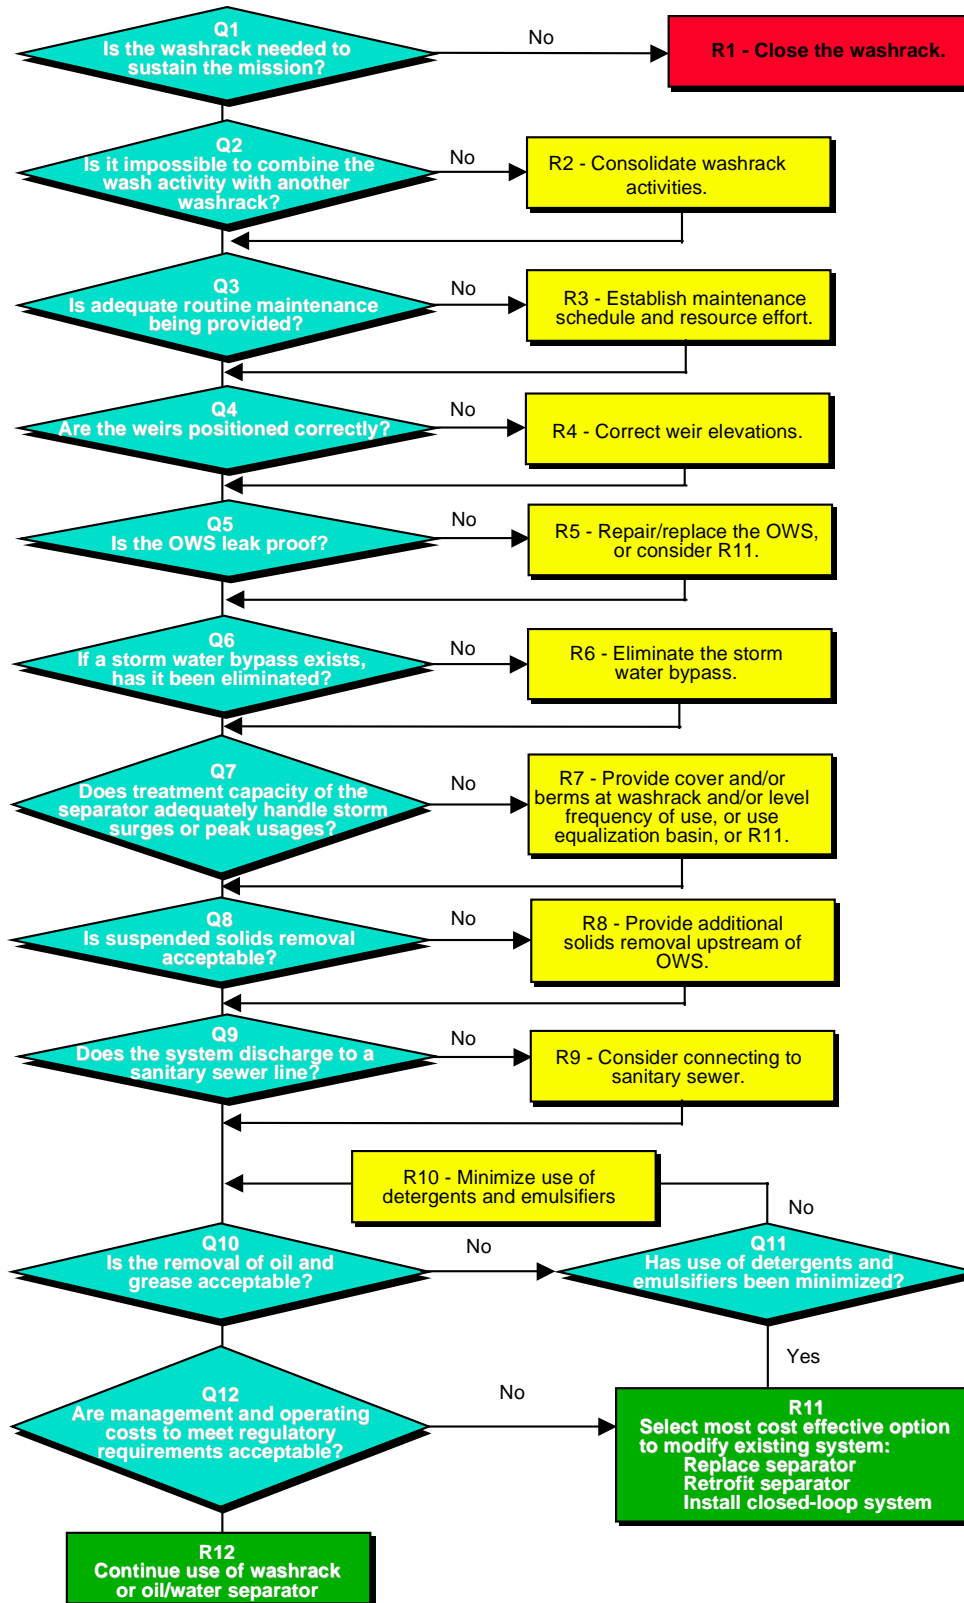 Q1
Is the washrack needed to
sustain the mission?
No
R1 - Close the washrack.
Q2
Is it impossible to combine the
wash activity with another
washrack?
No
R2 - Consolidate washrack
activities.
Q3
Is adequate routine maintenance
being provided?
No
R3 - Establish maintenance
schedule and resource effort.
Q4
Are the weirs positioned correctly?
No
R4 - Correct weir elevations.
Q5
Is the OWS leak proof?
No
R5 - Repair/replace the OWS,
or consider R11.
Q6
If a storm water bypass exists,
has it been eliminated?
No
R6 - Eliminate the storm
water bypass.
Q7
Does treatment capacity of the
separator adequately handle storm
surges or peak usages?
No
R7 - Provide cover and/or
berms at washrack and/or level
frequency of use, or use
equalization basin, or R11.
Q8
Is suspended solids removal
acceptable?
No
R8 - Provide additional
solids removal upstream of
OWS.
Q9
Does the system discharge to a
sanitary sewer line?
No
R9 - Consider connecting to
sanitary sewer.
R10 - Minimize use of
detergents and emulsifiers
No
Q10
Is the removal of oil and
grease acceptable?
No
Q11
Has use of detergents and
emulsifiers been minimized?
Yes
Q12
Are management and operating
costs to meet regulatory
requirements acceptable?
No
R11
Select most cost effective option
to modify existing system:
Replace separator
Retrofit separator
Install closed-loop system
R12
Continue use of washrack
or oil/water separator